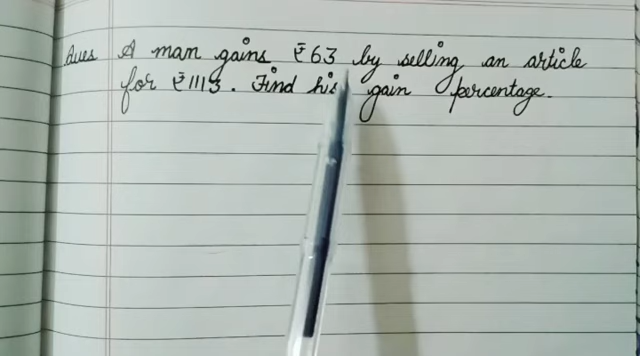 Ques A man gains ₹63 by selling an article
for ₹1113. Find his gain percentage.